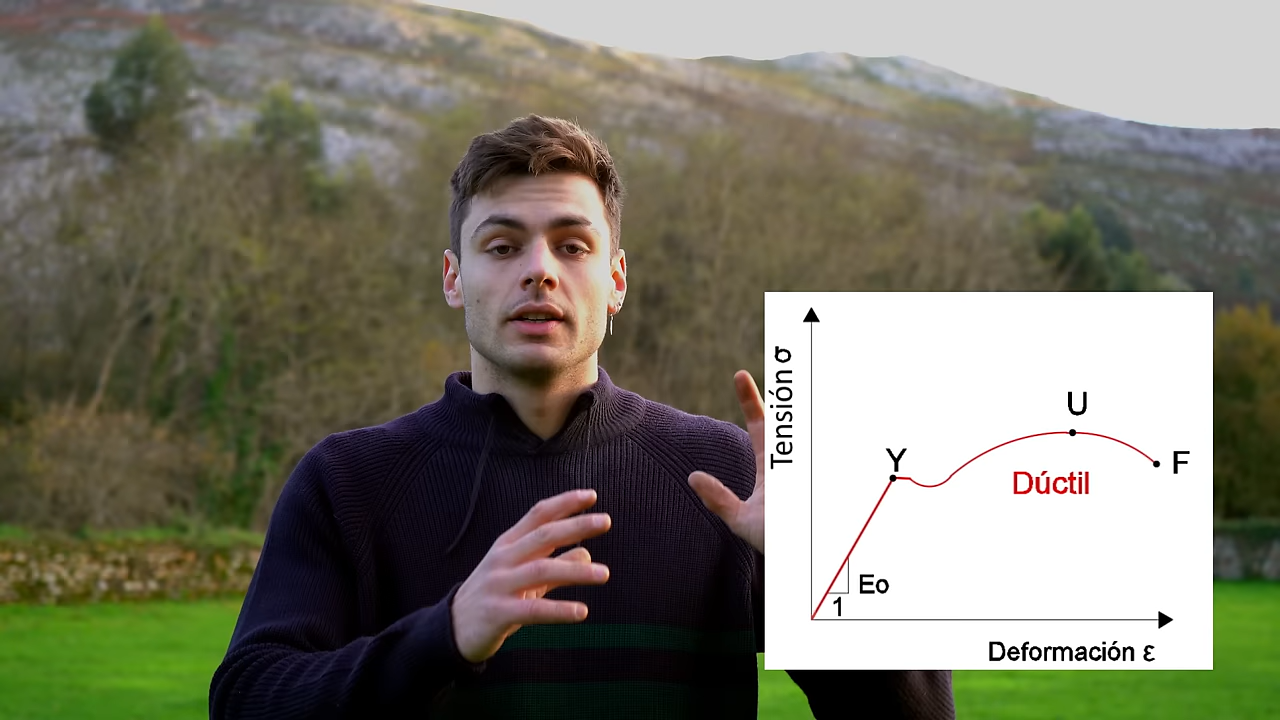 Tensión σ
U
Y
F
Dúctil
Eo
1
Deformación ε